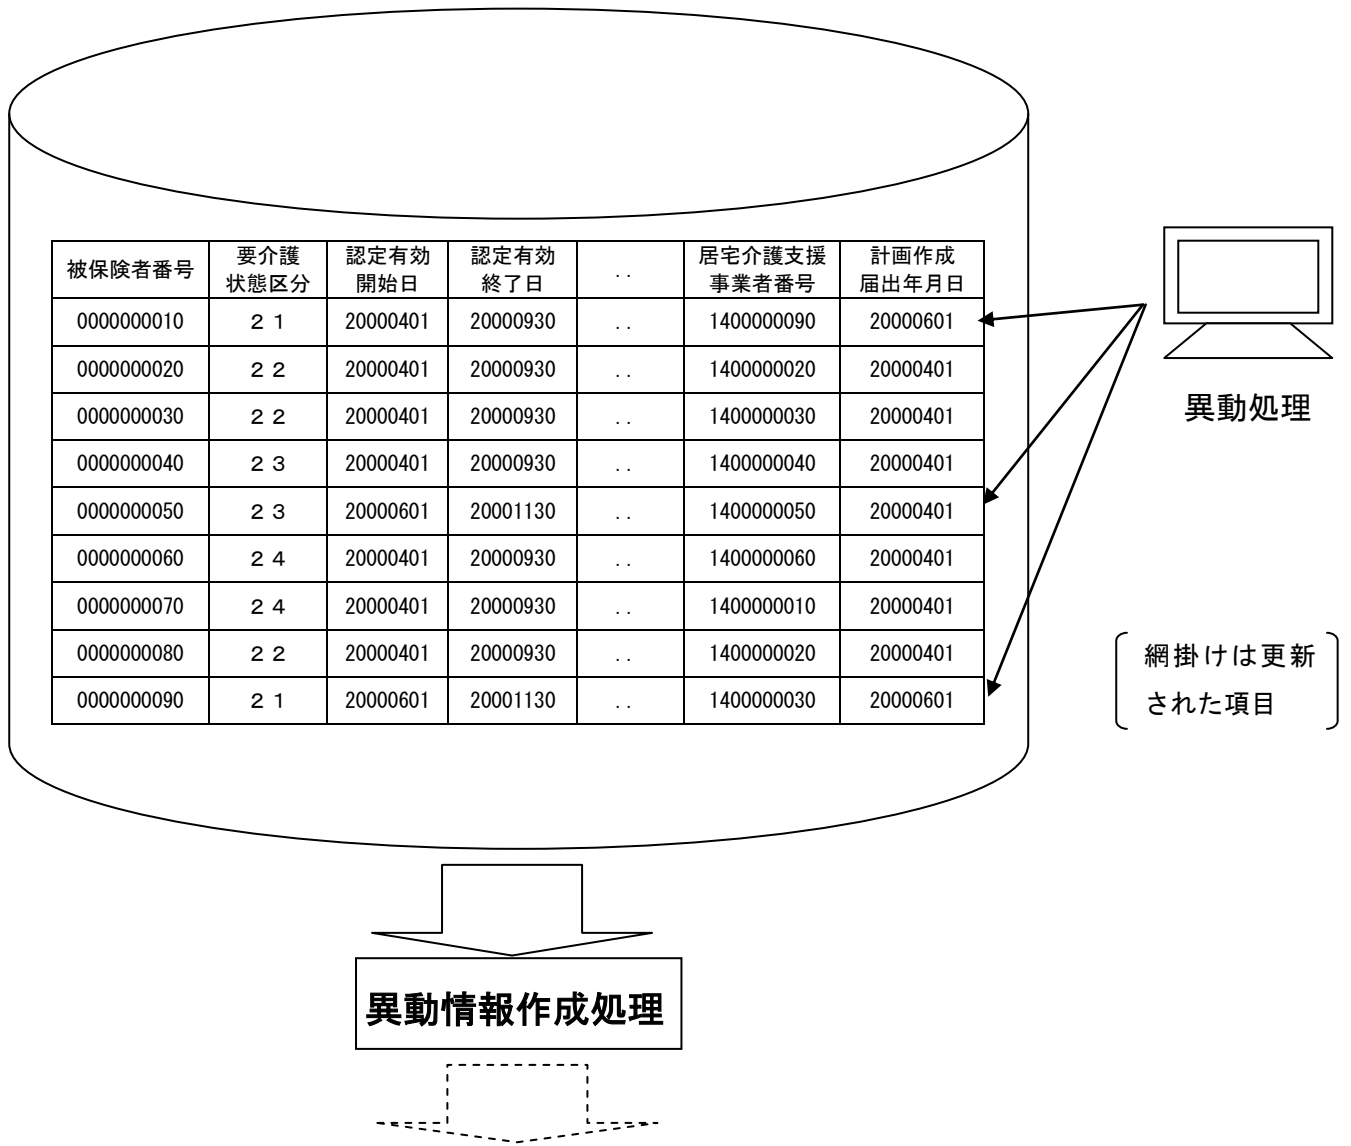 被保険者番号 要介護状態区分 認定有効開始日 認定有効終了日 .. 居宅介護支援事業者番号 計画作成届出年月日
0000000010 ２１ 20000401 20000930 .. 1400000090 20000601
0000000020 ２２ 20000401 20000930 .. 1400000020 20000401
0000000030 ２２ 20000401 20000930 .. 1400000030 20000401
0000000040 ２３ 20000401 20000930 .. 1400000040 20000401
0000000050 ２３ 20000601 20001130 .. 1400000050 20000401
0000000060 ２４ 20000401 20000930 .. 1400000060 20000401
0000000070 ２４ 20000401 20000930 .. 1400000010 20000401
0000000080 ２２ 20000401 20000930 .. 1400000020 20000401
0000000090 ２１ 20000601 20001130 .. 1400000030 20000601
異動処理
網掛けは更新
された項目
異動情報作成処理